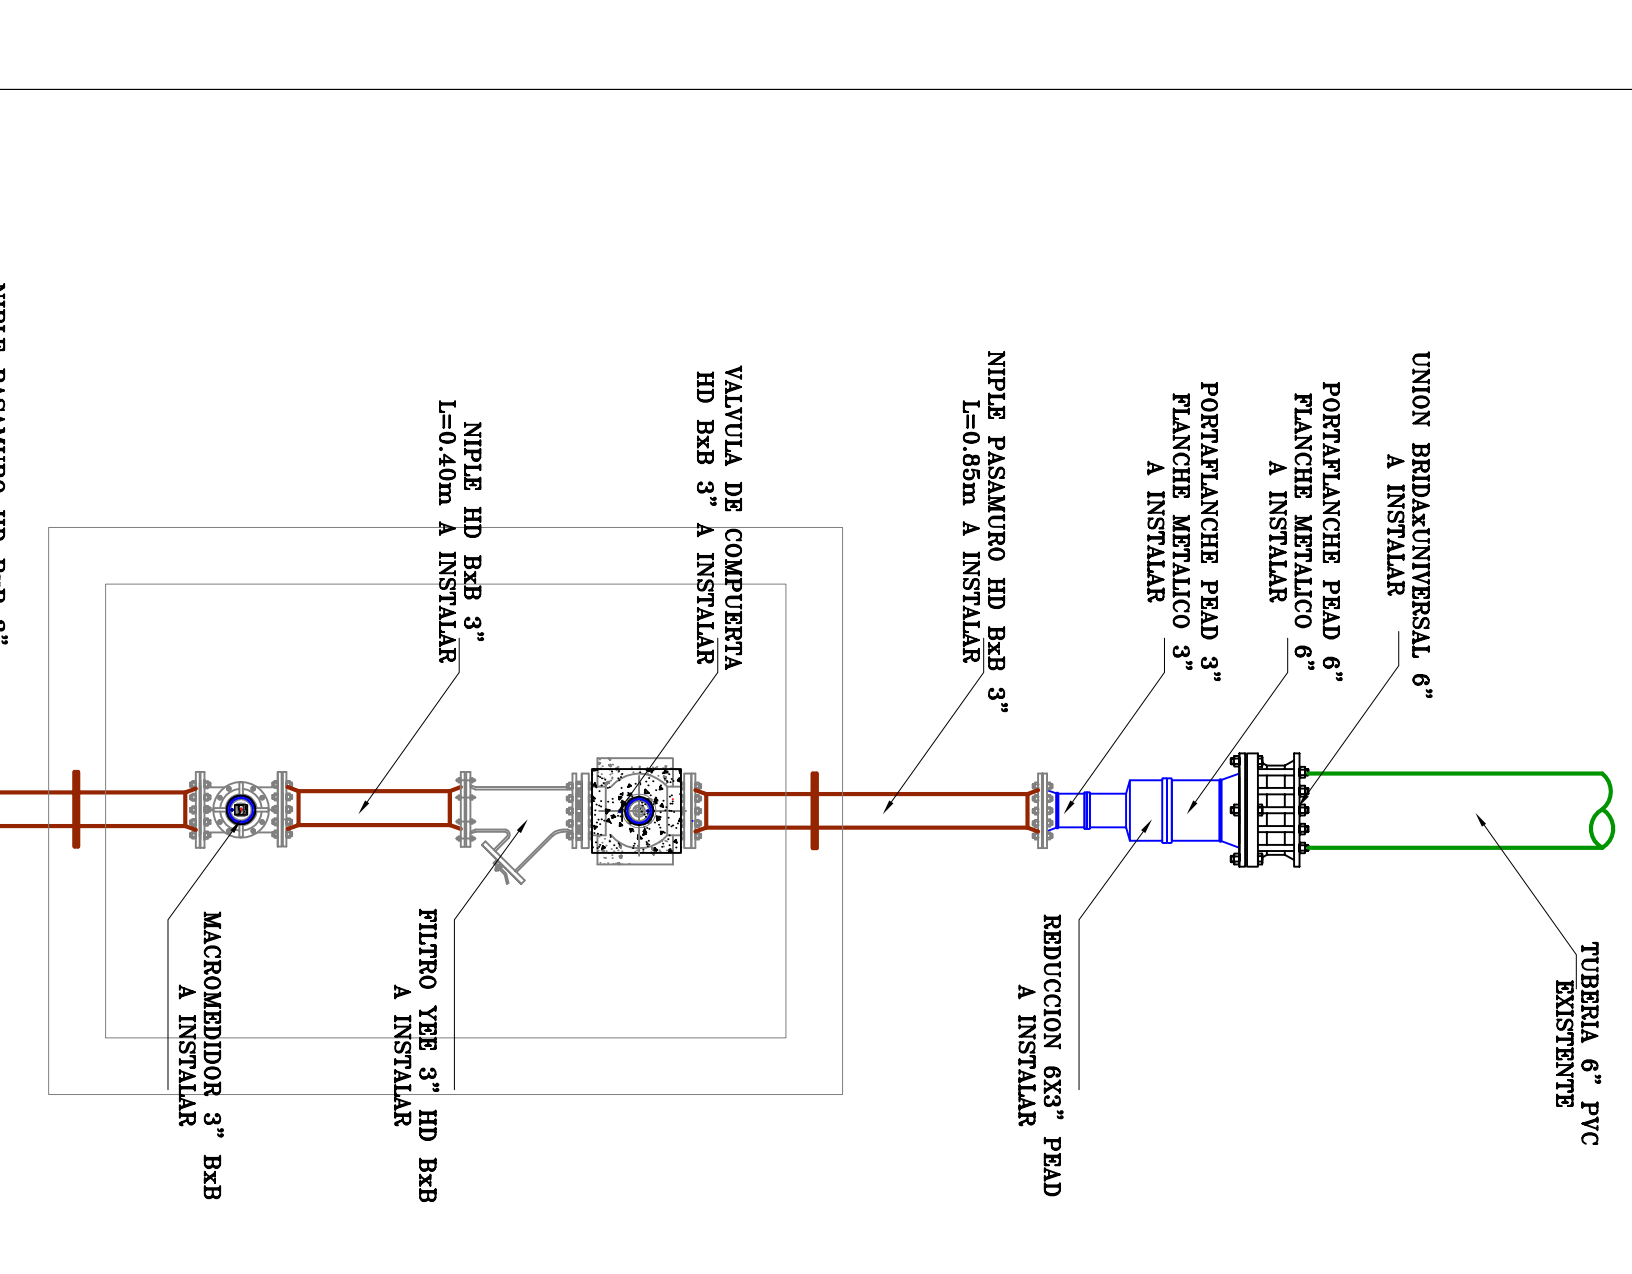 UNION BRIDAxUNIVERSAL 6”
A INSTALAR
PORTAFLANCHE PEAD 6”
FLANCHE METALICO 6”
A INSTALAR
PORTAFLANCHE PEAD 3”
FLANCHE METALICO 3”
A INSTALAR
NIPLE PASAMURO HD BxB 3”
L=0.85m A INSTALAR
VALVULA DE COMPUERTA
HD BxB 3” A INSTALAR
NIPLE HD BxB 3”
L=0.40m A INSTALAR
TUBERIA 6” PVC
EXISTENTE
REDUCCION 6X3” PEAD
A INSTALAR
FILTRO YEE 3” HD BxB
A INSTALAR
MACROMEDIDOR 3” BxB
A INSTALAR